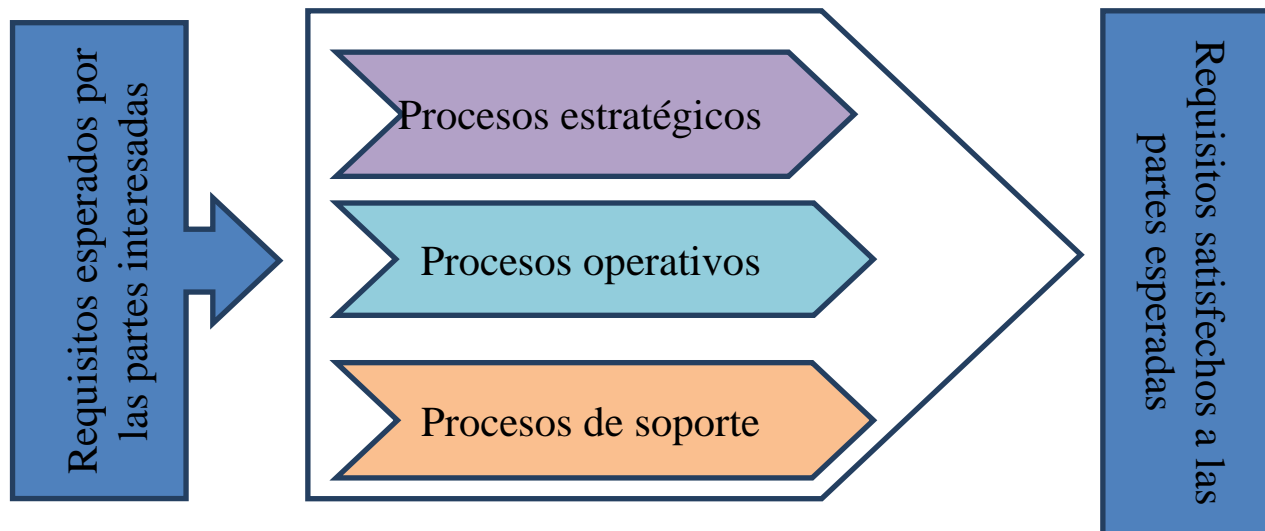 Requisitos esperados por
las partes interesadas
Procesos estratégicos
Procesos operativos
Procesos de soporte
Requisitos satisfechos a las
partes esperadas